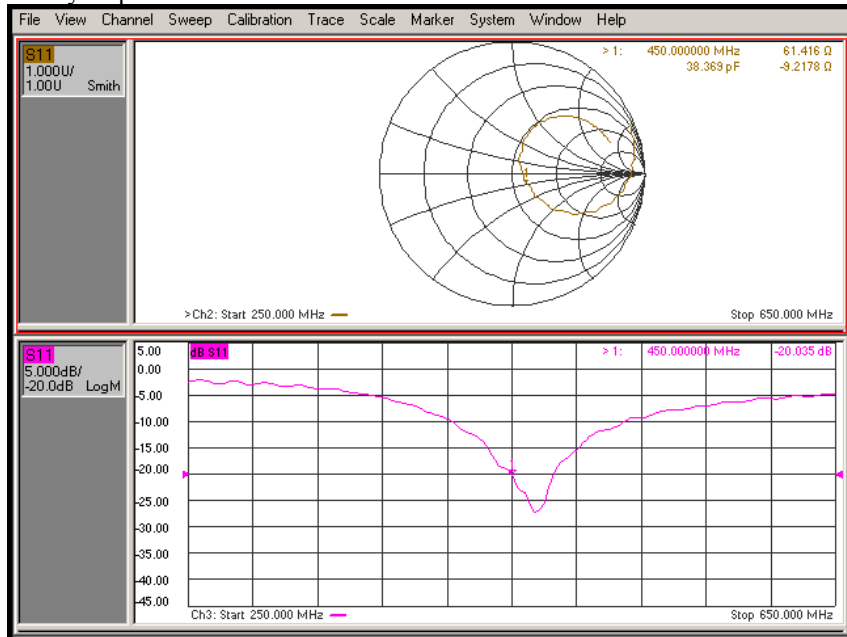 File View Channel Sweep Calibration Trace Scale Marker System Window Help
S11
1.000U/
1.00U Smith
> 1: 450.000000 MHz 61.416 Ω
38.369 pF -9.2178 Ω
>Ch2: Start 250.000 MHz Stop 650.000 MHz
S11
5.000dB/
-20.0dB LogM
5.00
0.00
-5.00
-10.00
-15.00
-20.00
-25.00
-30.00
-35.00
-40.00
-45.00
dB S11
> 1: 450.000000 MHz -20.035 dB
1
Ch3: Start 250.000 MHz Stop 650.000 MHz